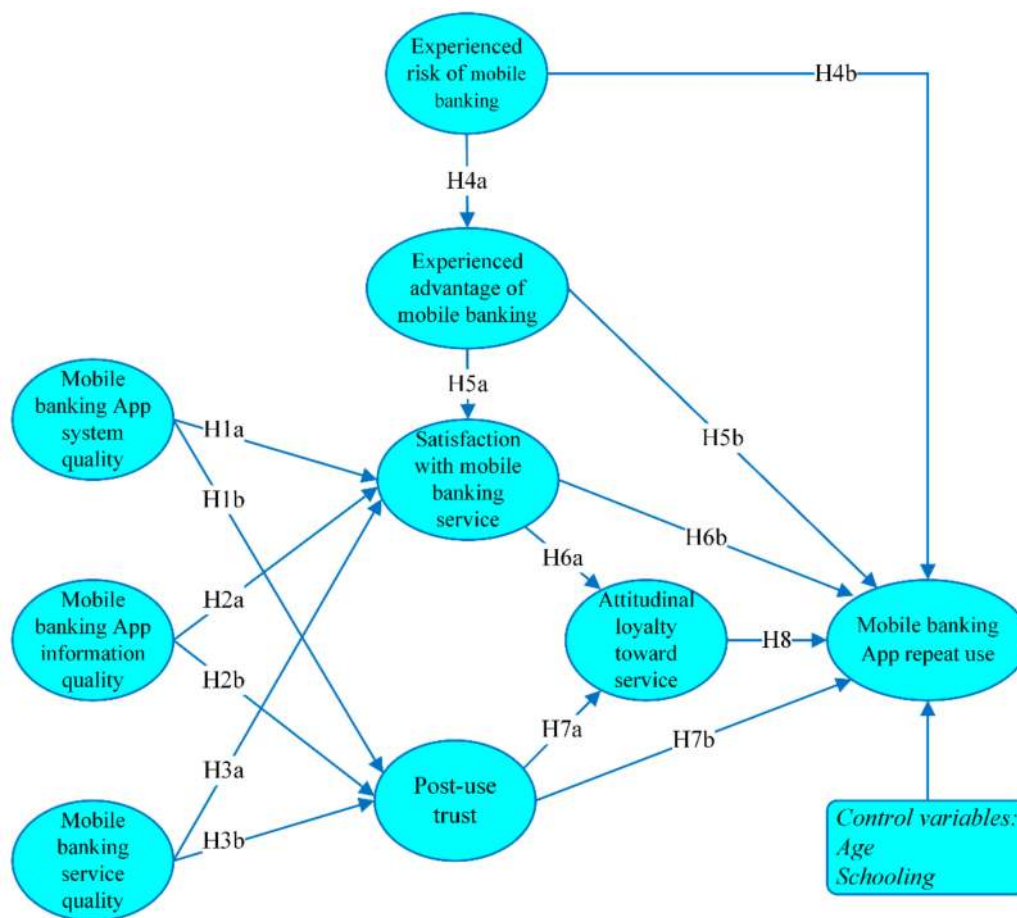 Experienced
risk of mobile
banking
H4b
H4a
Experienced
advantage of
mobile banking
H5a
H5b
Mobile
banking App
system
quality
H1a
H1b
Satisfaction
with mobile
banking
service
H6b
H6a
Mobile
banking App
information
quality
H2a
H2b
Attitudinal
loyalty
toward
service
H8
Mobile banking
App repeat use
H7a
H7b
H3a
H3b
Post-use
trust
Mobile
banking
service
quality
Control variables:
Age
Schooling